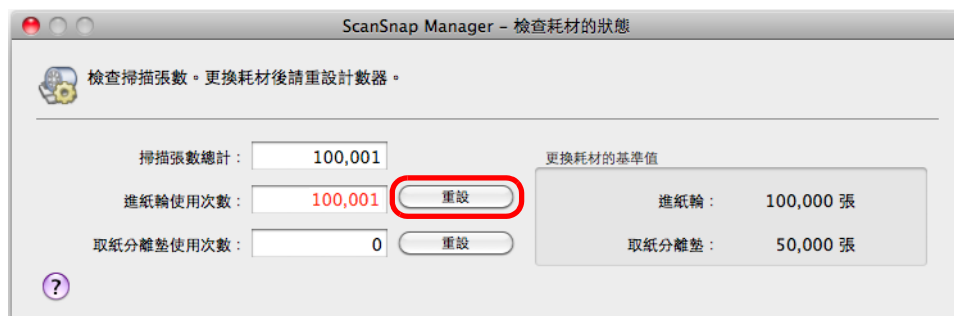 ScanSnap Manager – 檢查耗材的狀態
檢查掃描張數。更換耗材後請重設計數器。
掃描張數總計： 100,001
更換耗材的基準值
進紙輪使用次數： 100,001 重設
進紙輪： 100,000 張
取紙分離墊使用次數： 0 重設
取紙分離墊： 50,000 張
?